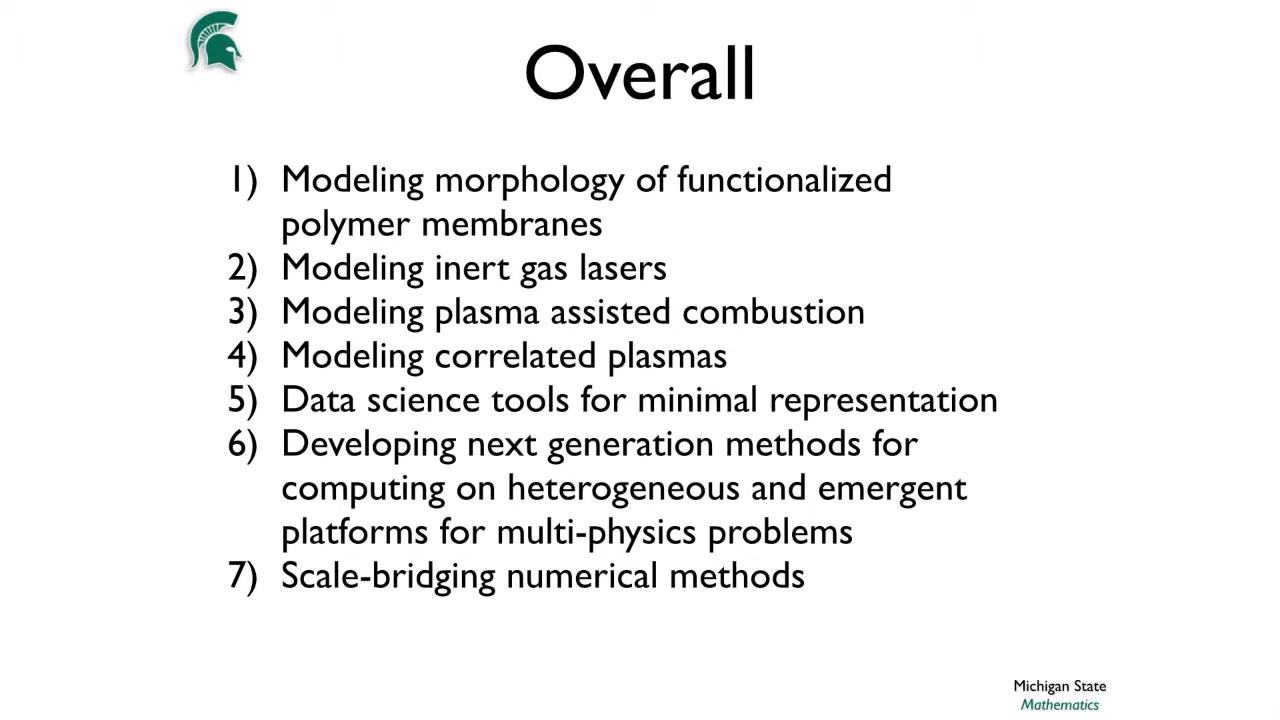 Overall
1) Modeling morphology of functionalized
polymer membranes
2) Modeling inert gas lasers
3) Modeling plasma assisted combustion
4) Modeling correlated plasmas
5) Data science tools for minimal representation
6) Developing next generation methods for
computing on heterogeneous and emergent
platforms for multi-physics problems
7) Scale-bridging numerical methods
Michigan State
Mathematics